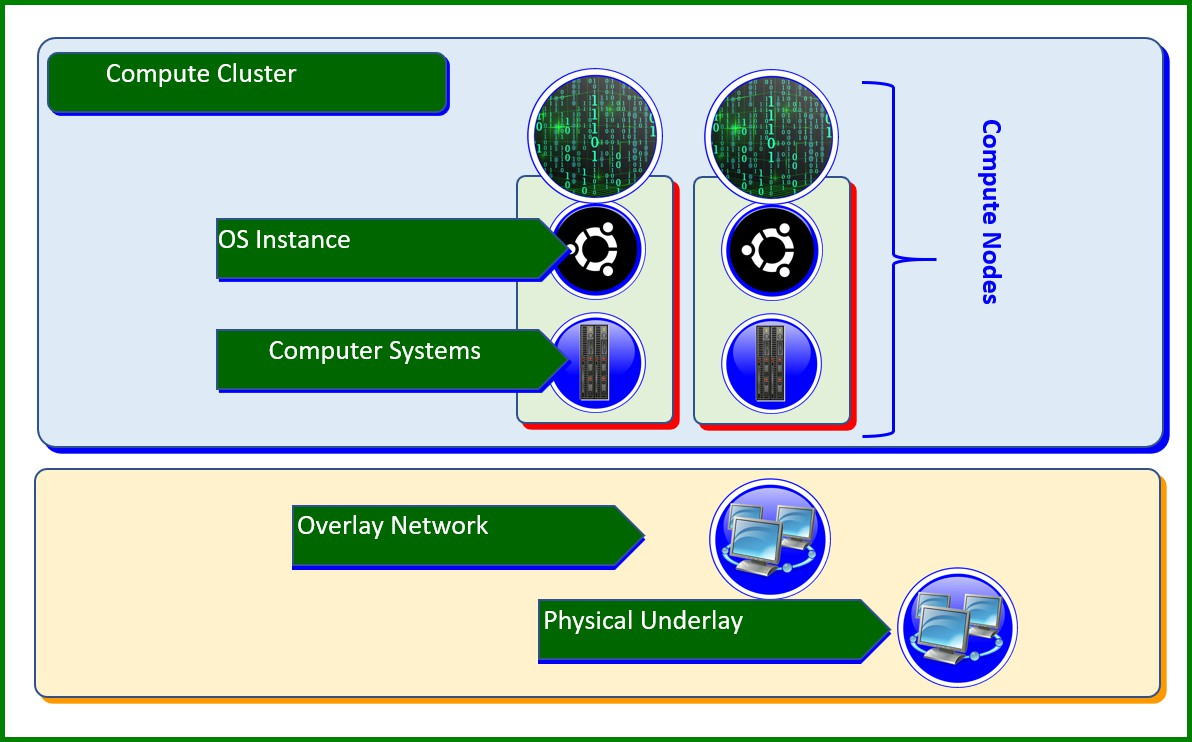 Compute Cluster
Compute Nodes
OS Instance
Computer Systems
Overlay Network
Physical Underlay